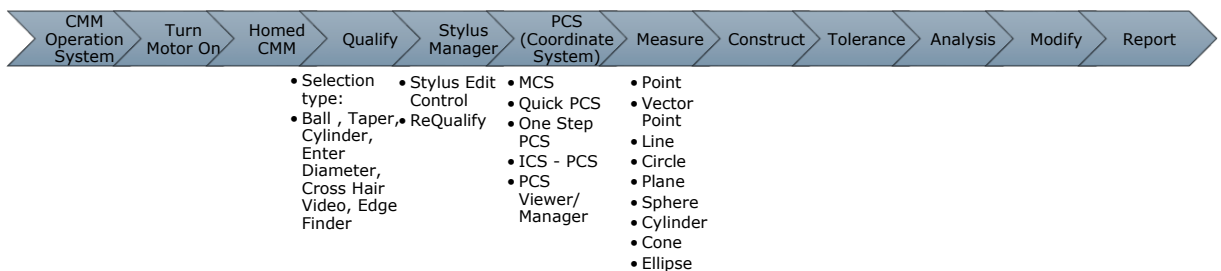 CMM
Operation
System
Turn
Motor On
Homed
CMM
Qualify
Stylus
Manager
PCS
(Coordinate
System)
Measure
Construct
Tolerance
Analysis
Modify
Report
• Selection
type:
• Ball , Taper,
Cylinder,
Enter
Diameter,
Cross Hair
Video, Edge
Finder
• Stylus Edit
Control
• ReQualify
• MCS
• Quick PCS
• One Step
PCS
• ICS - PCS
• PCS
Viewer/
Manager
• Point
• Vector
Point
• Line
• Circle
• Plane
• Sphere
• Cylinder
• Cone
• Ellipse